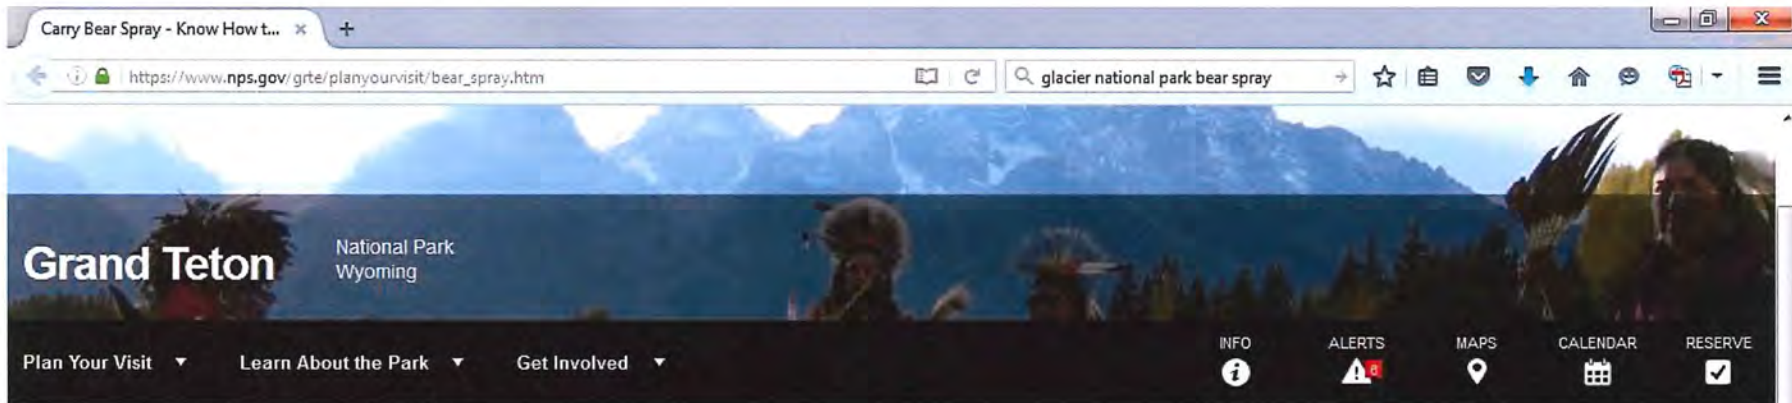 Carry Bear Spray - Know How t...
https://www.nps.gov/grte/planyourvisit/bear_spray.htm
glacier national park bear spray
Grand Teton
National Park
Wyoming
Plan Your Visit
Learn About the Park
Get Involved
INFO
ALERTS
MAPS
CALENDAR
RESERVE
6